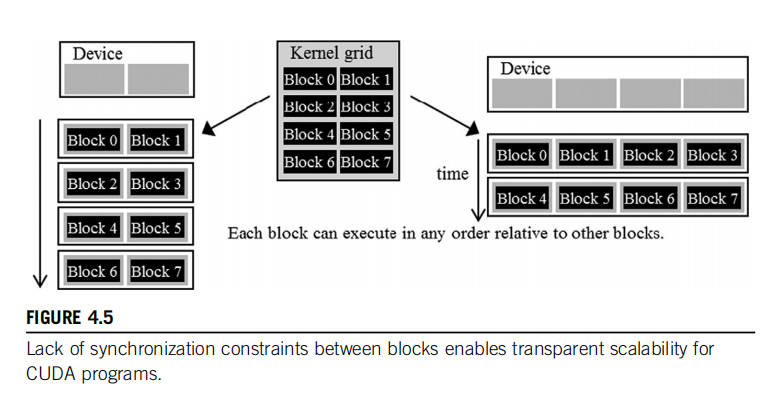 Device
Kernel grid
Block 0 Block 1
Block 2 Block 3
Block 4 Block 5
Block 6 Block 7
Device
Block 0 Block 1
Block 2 Block 3
Block 4 Block 5
Block 6 Block 7
time
Block 0 Block 1 Block 2 Block 3
Block 4 Block 5 Block 6 Block 7
Each block can execute in any order relative to other blocks.
FIGURE 4.5
Lack of synchronization constraints between blocks enables transparent scalability for
CUDA programs.